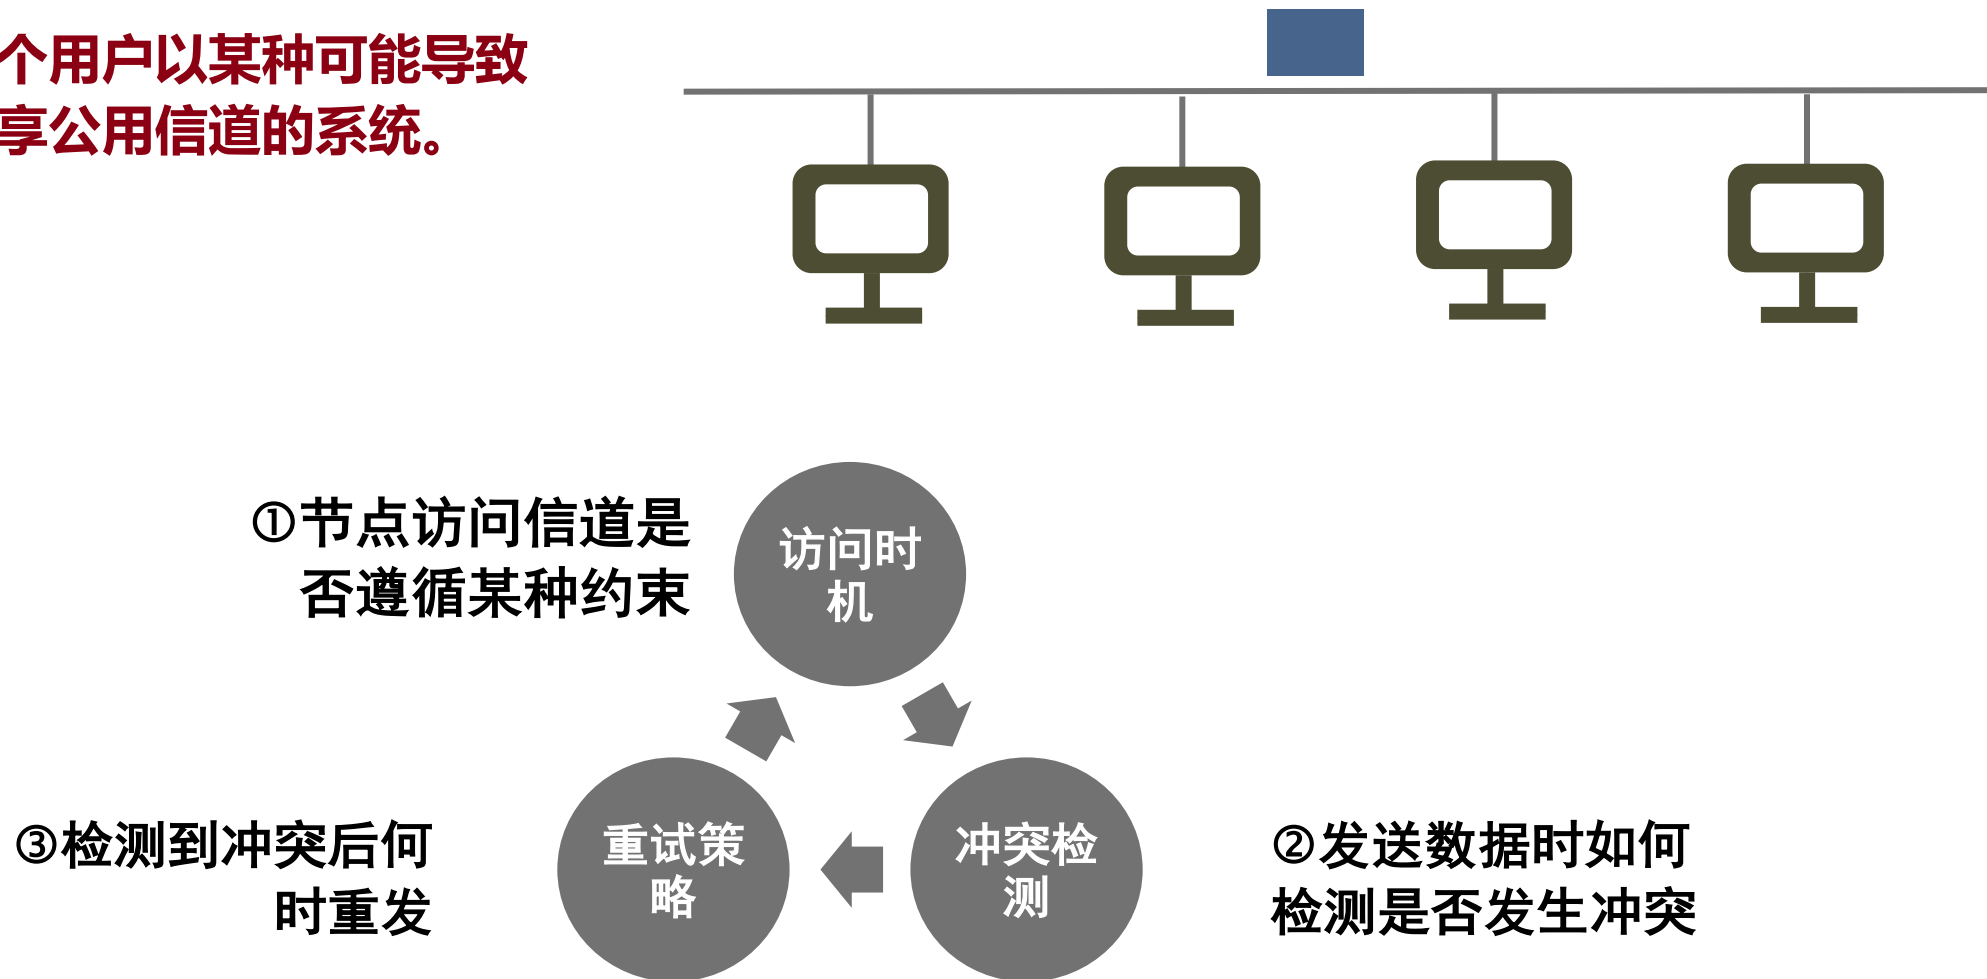 个用户以某种可能导致
享公用信道的系统。
①节点访问信道是
否遵循某种约束
访问时
机
③检测到冲突后何
时重发
重试策
略
冲突检
测
②发送数据时如何
检测是否发生冲突